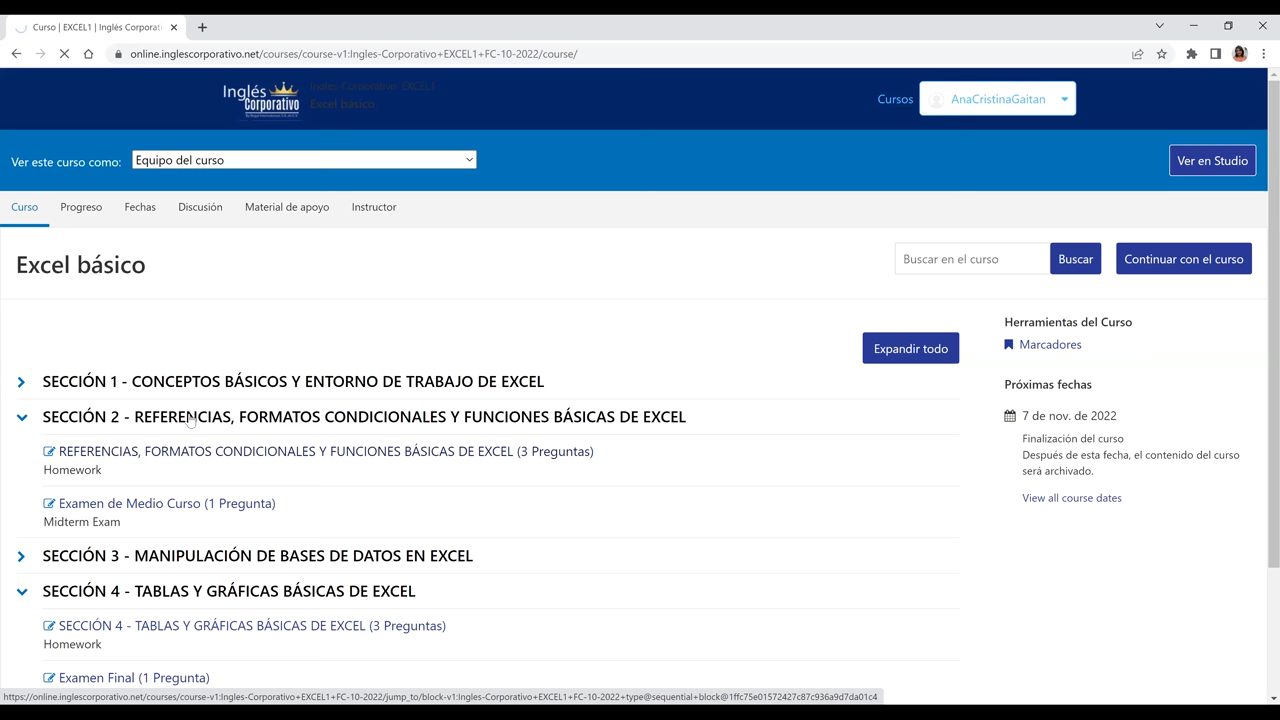 Curso | EXCEL1 | Inglés Corporati
online.inglescorporativo.net/courses/course-v1:Ingles-Corporativo+EXCEL1+FC-10-2022/course/
Inglés Corporativo
Ingles-Corporativo: EXCEL1
Excel básico
Cursos
AnaCristinaGaitan
Ver este curso como:
Equipo del curso
Ver en Studio
Curso
Progreso
Fechas
Discusión
Material de apoyo
Instructor
Excel básico
Buscar en el curso
Buscar
Continuar con el curso
Expandir todo
SECCIÓN 1 - CONCEPTOS BÁSICOS Y ENTORNO DE TRABAJO DE EXCEL
SECCIÓN 2 - REFERENCIAS, FORMATOS CONDICIONALES Y FUNCIONES BÁSICAS DE EXCEL
REFERENCIAS, FORMATOS CONDICIONALES Y FUNCIONES BÁSICAS DE EXCEL (3 Preguntas)
Homework
Examen de Medio Curso (1 Pregunta)
Midterm Exam
SECCIÓN 3 - MANIPULACIÓN DE BASES DE DATOS EN EXCEL
SECCIÓN 4 - TABLAS Y GRÁFICAS BÁSICAS DE EXCEL
SECCIÓN 4 - TABLAS Y GRÁFICAS BÁSICAS DE EXCEL (3 Preguntas)
Homework
Examen Final (1 Pregunta)
Herramientas del Curso
Marcadores
Próximas fechas
7 de nov. de 2022
Finalización del curso
Después de esta fecha, el contenido del curso
será archivado.
View all course dates
https://online.inglescorporativo.net/courses/course-v1:Ingles-Corporativo+EXCEL1+FC-10-2022/jump_to/block-v1:Ingles-Corporativo+EXCEL1+FC-10-2022+type@sequential+block@1ffc75e01572427c87c936a9d7da01c4